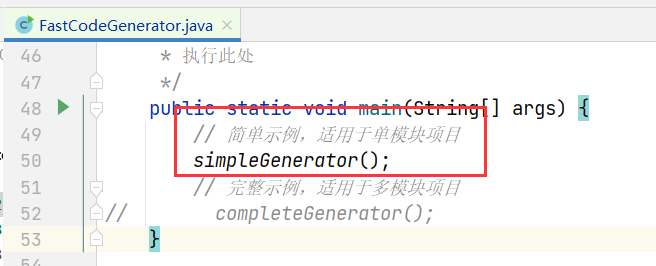 FastCodeGenerator.java ×
46 * 执行此处
47 */
48 public static void main(String[] args) {
49 // 简单示例，适用于单模块项目
50 simpleGenerator();
51 // 完整示例，适用于多模块项目
52 // completeGenerator();
53 }